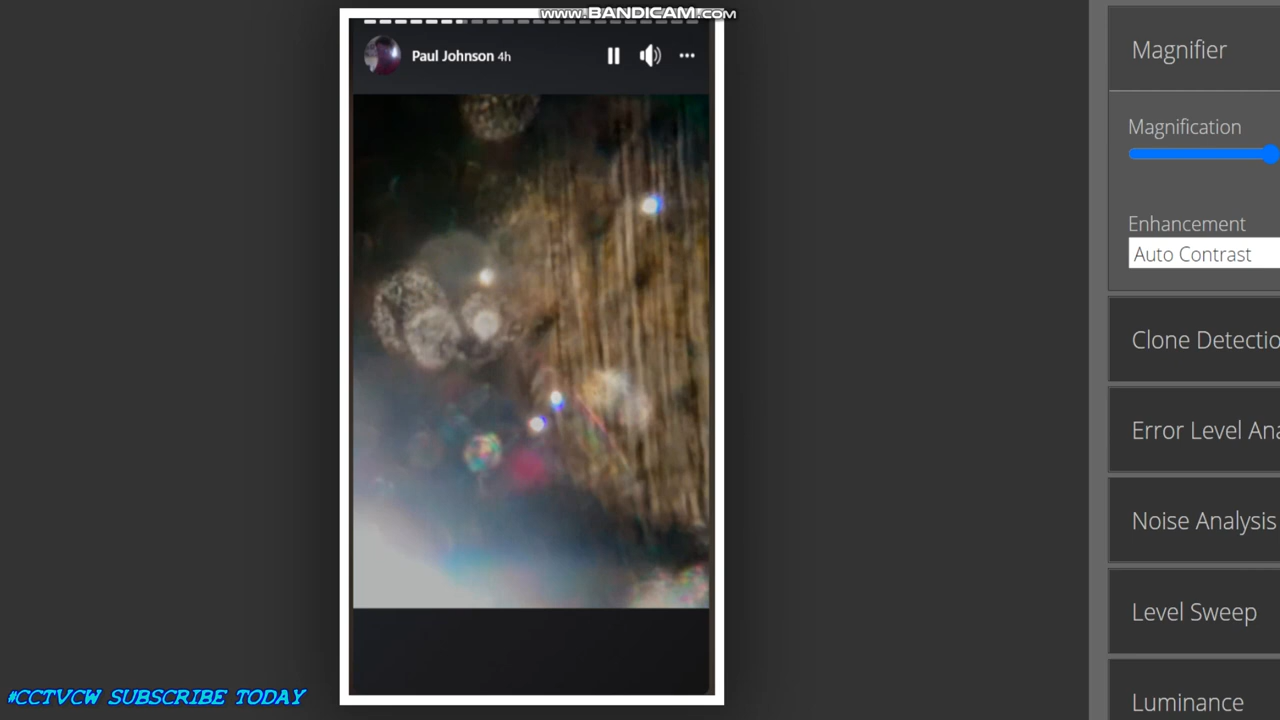 www.BANDICAM.com
Paul Johnson 4h
Magnifier
Magnification
Enhancement
Auto Contrast
Clone Detectio
Error Level Ana
Noise Analysis
Level Sweep
Luminance
#CCTVCW SUBSCRIBE TODAY